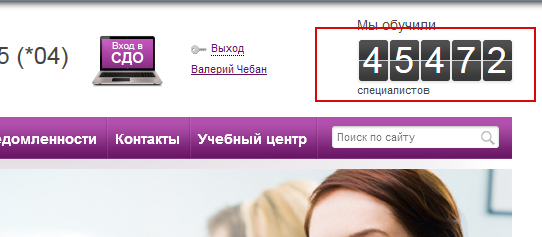 5 (*04)
Вход в
СДО
Выход
Валерий Чебан
Мы обучили
45472
специалистов
едомленности
Контакты
Учебный центр
Поиск по сайту